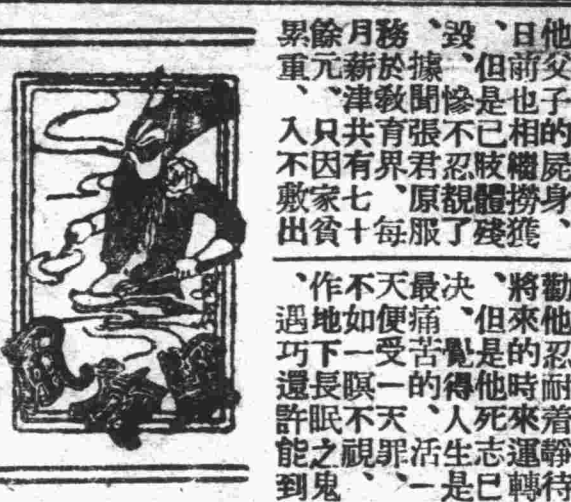 他父子的屍身、
日前也相繼撈獲
、但是已肢體殘
毀、慘不忍覩了
、據聞張君原服
務於敎育界、每
月薪津共有七十
餘元、只因家貧
累重、入不敷出
勸他忍耐着靜待
將來的時來運轉
、但是他死志已
决、覺得人生是
最痛苦的、活一
天便受一天罪、
不如一瞑不視、
作地下長眠之鬼
、遇巧還許能到